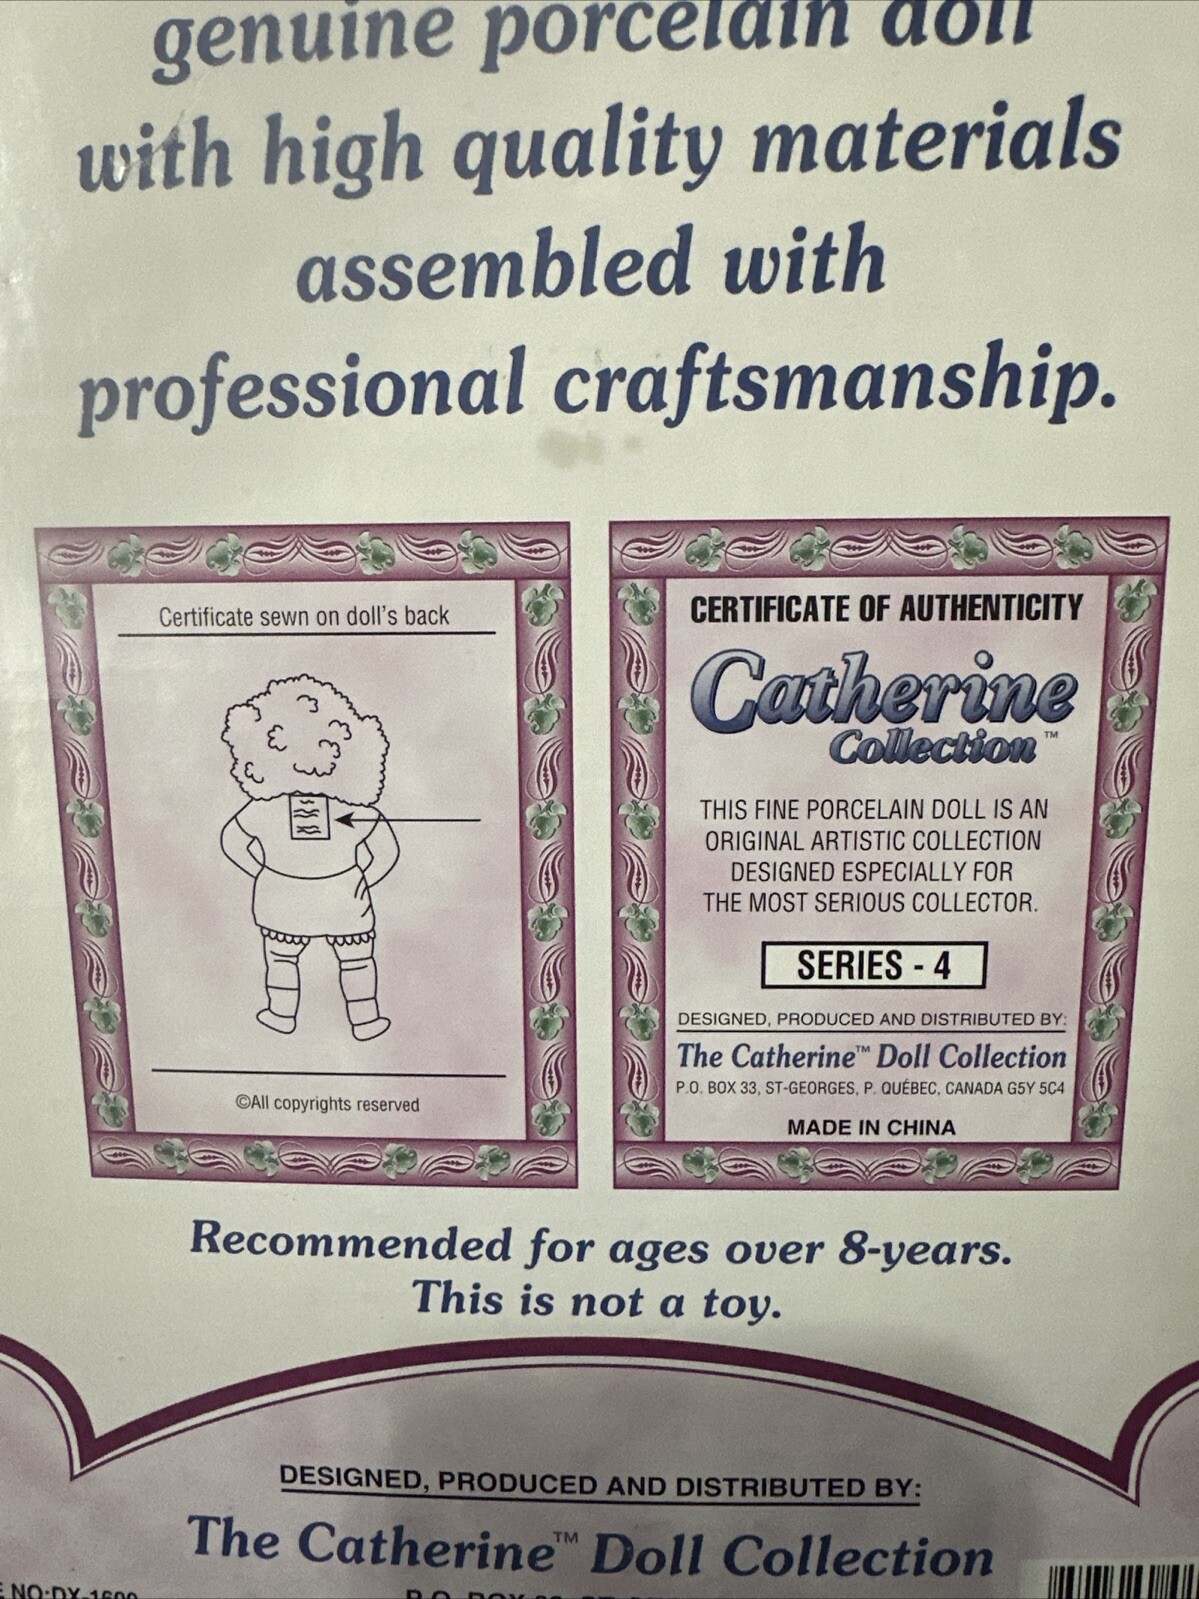 genuine porcelain doll
with high quality materials
assembled with
professional craftsmanship.
Certificate sewn on doll's back
©All copyrights reserved
CERTIFICATE OF AUTHENTICITY
Catherine
Collection™
THIS FINE PORCELAIN DOLL IS AN
ORIGINAL ARTISTIC COLLECTION
DESIGNED ESPECIALLY FOR
THE MOST SERIOUS COLLECTOR.
SERIES - 4
DESIGNED, PRODUCED AND DISTRIBUTED BY:
The Catherine™ Doll Collection
P.O. BOX 33, ST-GEORGES, P. QUÉBEC, CANADA G5Y 5C4
MADE IN CHINA
Recommended for ages over 8-years.
This is not a toy.
DESIGNED, PRODUCED AND DISTRIBUTED BY:
The Catherine™ Doll Collection
NO:DX-1600
P.O. BOX